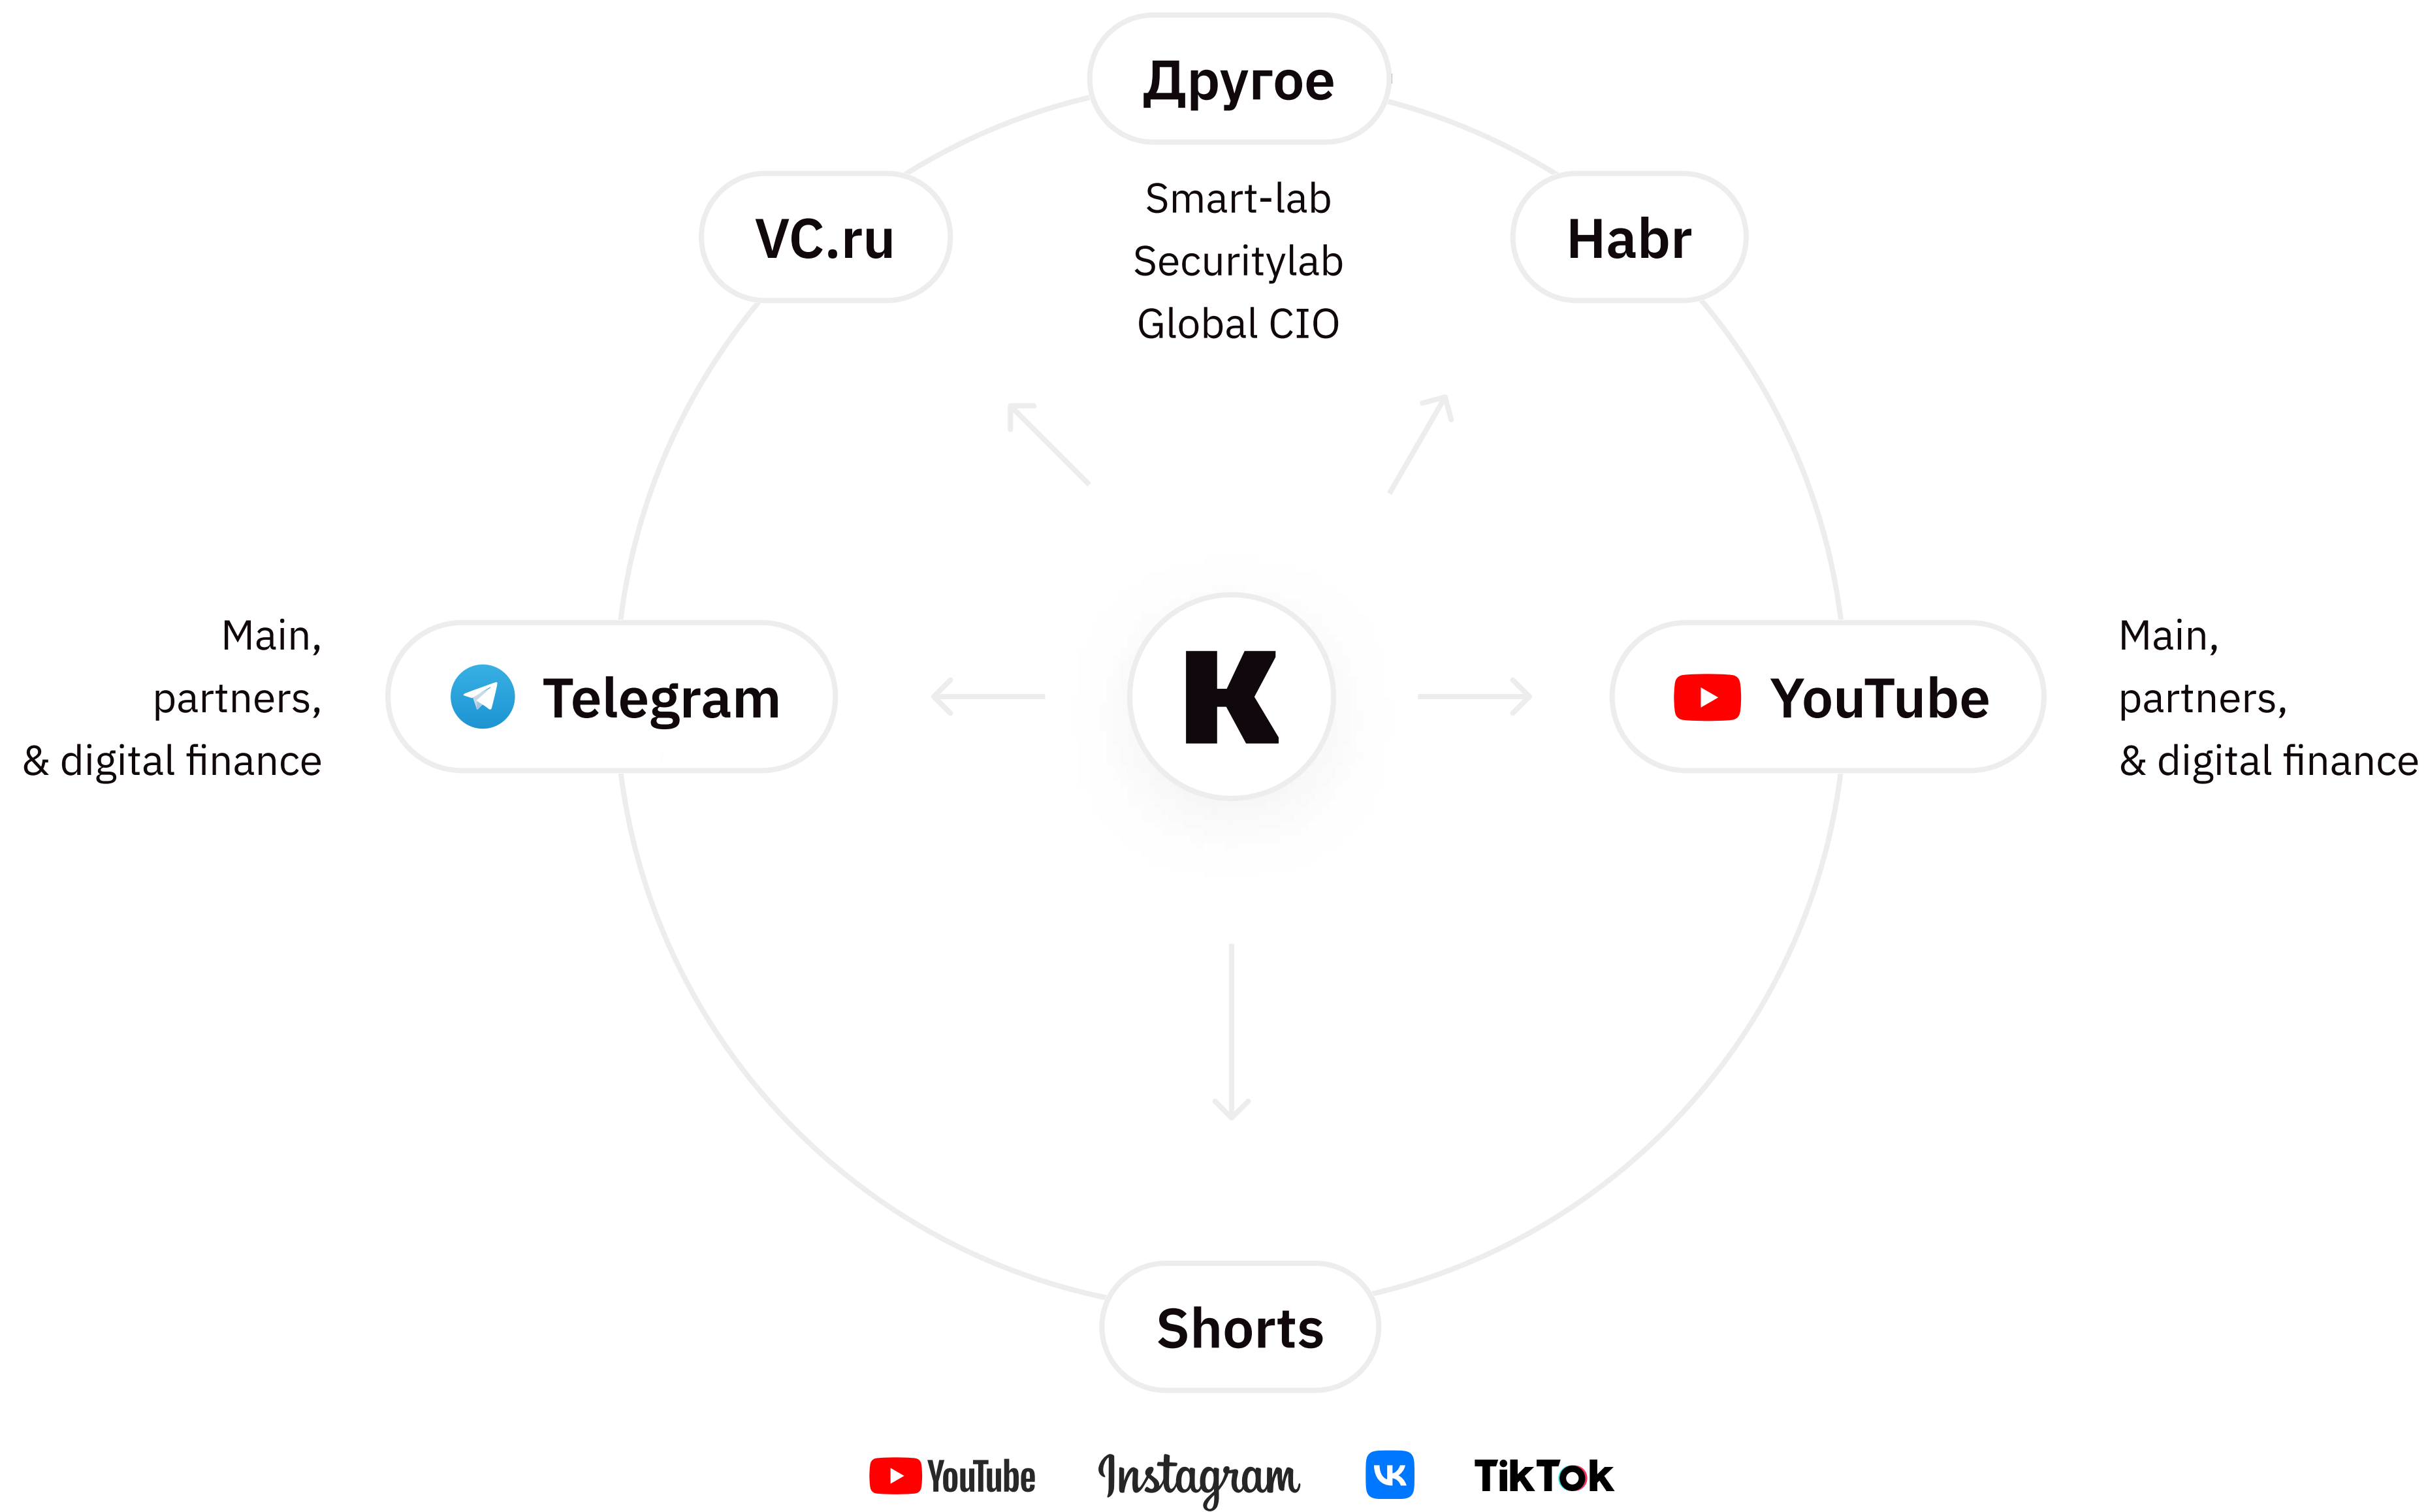 Другое
Smart-lab
Securitylab
Global CIO
VC.ru
Habr
Main,
partners,
& digital finance
Telegram
K
YouTube
Main,
partners,
& digital finance
Shorts
YouTube
Instagram
VK
TikTok